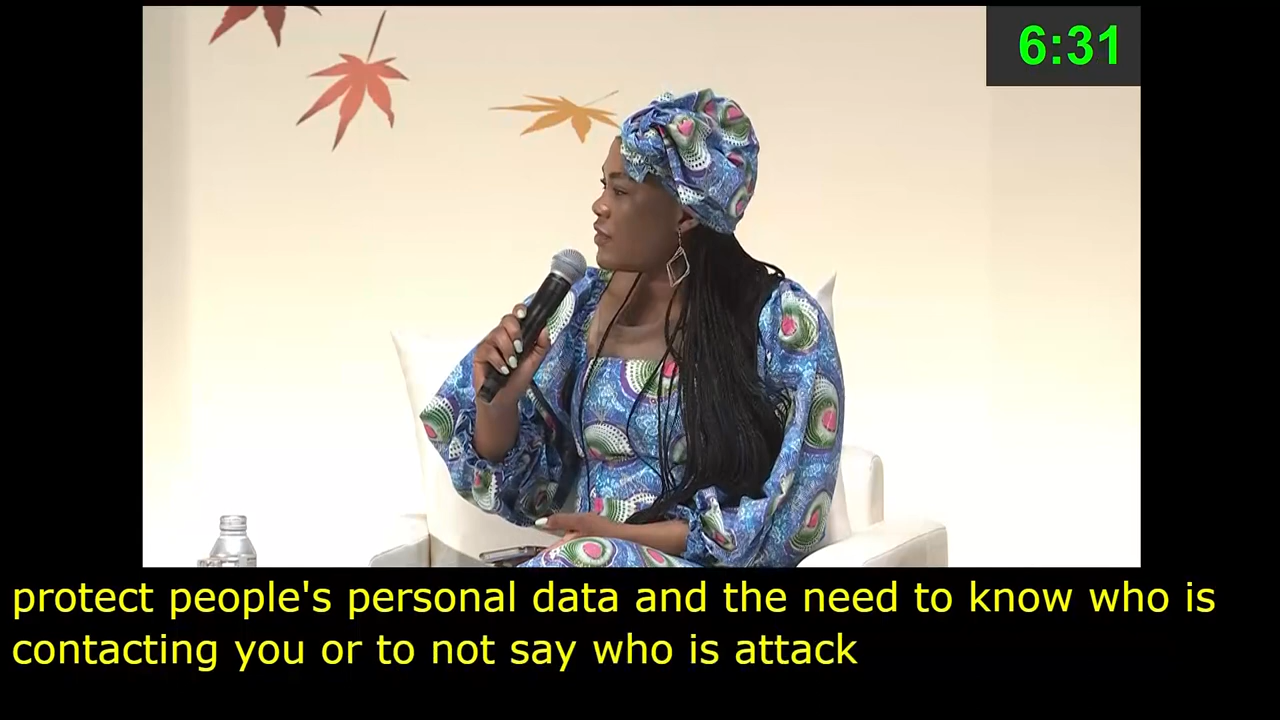 6:31
protect people's personal data and the need to know who is
contacting you or to not say who is attack